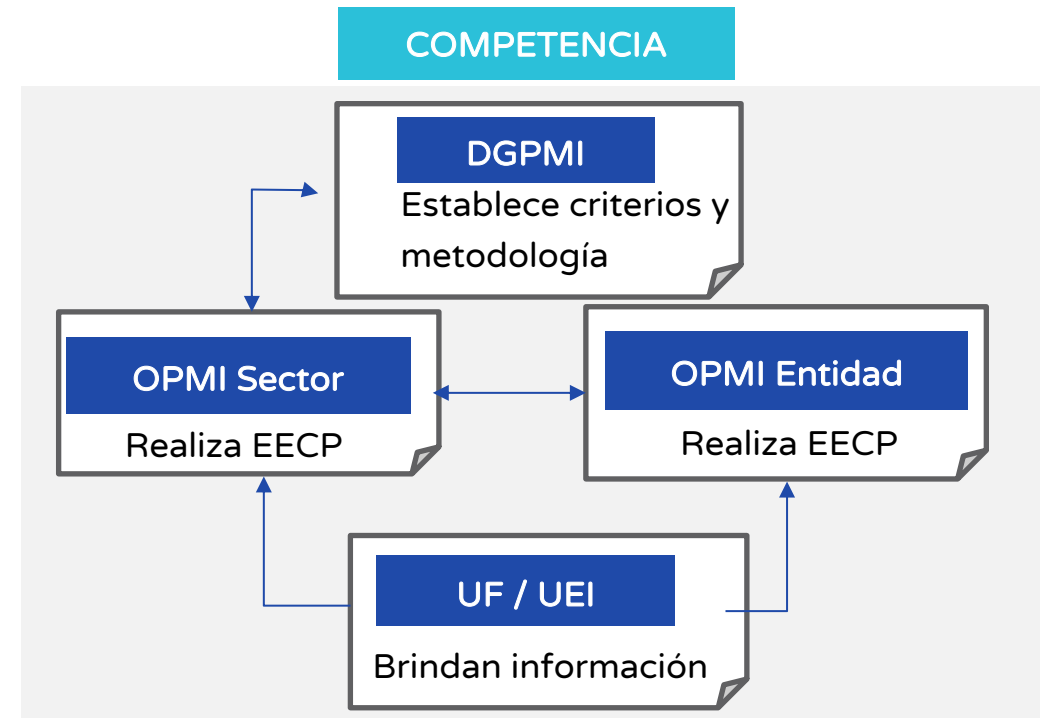 COMPETENCIA
DGPMI
Establece criterios y
metodología
OPMI Sector
Realiza EECP
OPMI Entidad
Realiza EECP
UF / UEI
Brindan información